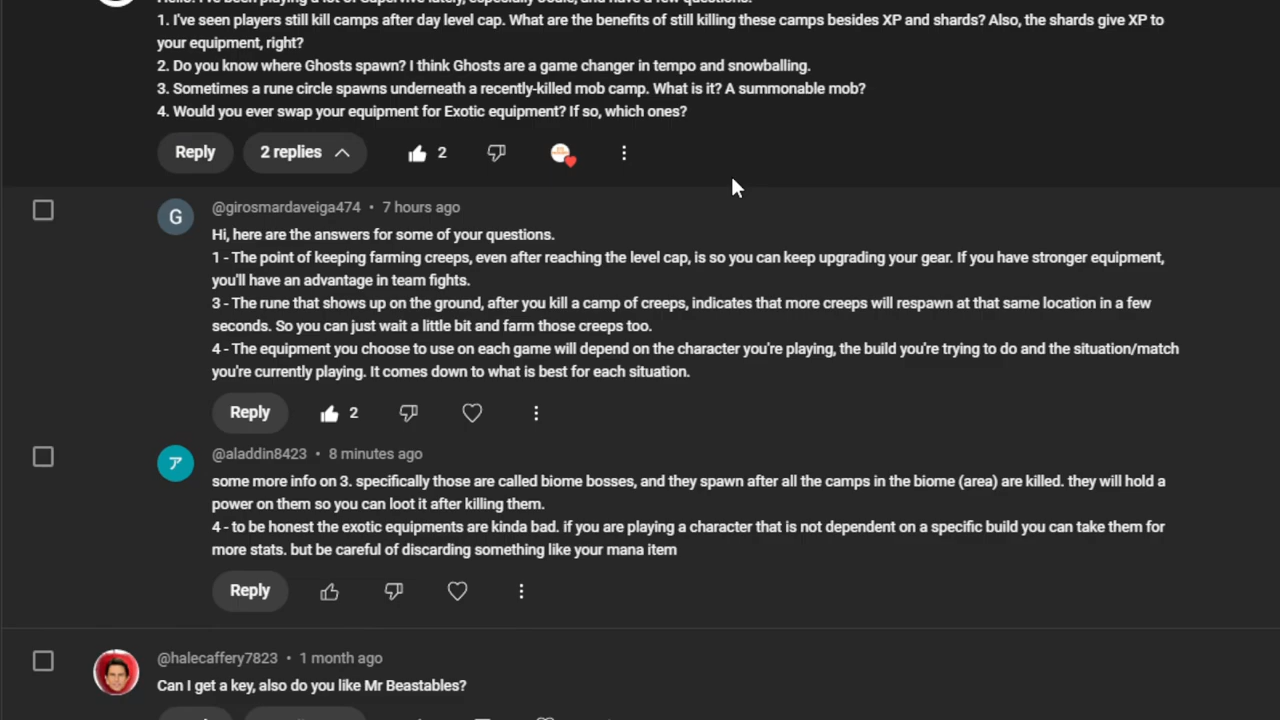 Hello! I've been playing a lot of Supervive lately, especially Joule, and have a few questions:
1. I've seen players still kill camps after day level cap. What are the benefits of still killing these camps besides XP and shards? Also, the shards give XP to
your equipment, right?
2. Do you know where Ghosts spawn? I think Ghosts are a game changer in tempo and snowballing.
3. Sometimes a rune circle spawns underneath a recently-killed mob camp. What is it? A summonable mob?
4. Would you ever swap your equipment for Exotic equipment? If so, which ones?
Reply 2 replies 2
G @girosmardaveiga474 • 7 hours ago
Hi, here are the answers for some of your questions.
1 - The point of keeping farming creeps, even after reaching the level cap, is so you can keep upgrading your gear. If you have stronger equipment,
you'll have an advantage in team fights.
3 - The rune that shows up on the ground, after you kill a camp of creeps, indicates that more creeps will respawn at that same location in a few
seconds. So you can just wait a little bit and farm those creeps too.
4 - The equipment you choose to use on each game will depend on the character you're playing, the build you're trying to do and the situation/match
you're currently playing. It comes down to what is best for each situation.
Reply 2
ア @aladdin8423 • 8 minutes ago
some more info on 3. specifically those are called biome bosses, and they spawn after all the camps in the biome (area) are killed. they will hold a
power on them so you can loot it after killing them.
4 - to be honest the exotic equipments are kinda bad. if you are playing a character that is not dependent on a specific build you can take them for
more stats. but be careful of discarding something like your mana item
Reply
@halecaffery7823 • 1 month ago
Can I get a key, also do you like Mr Beastables?